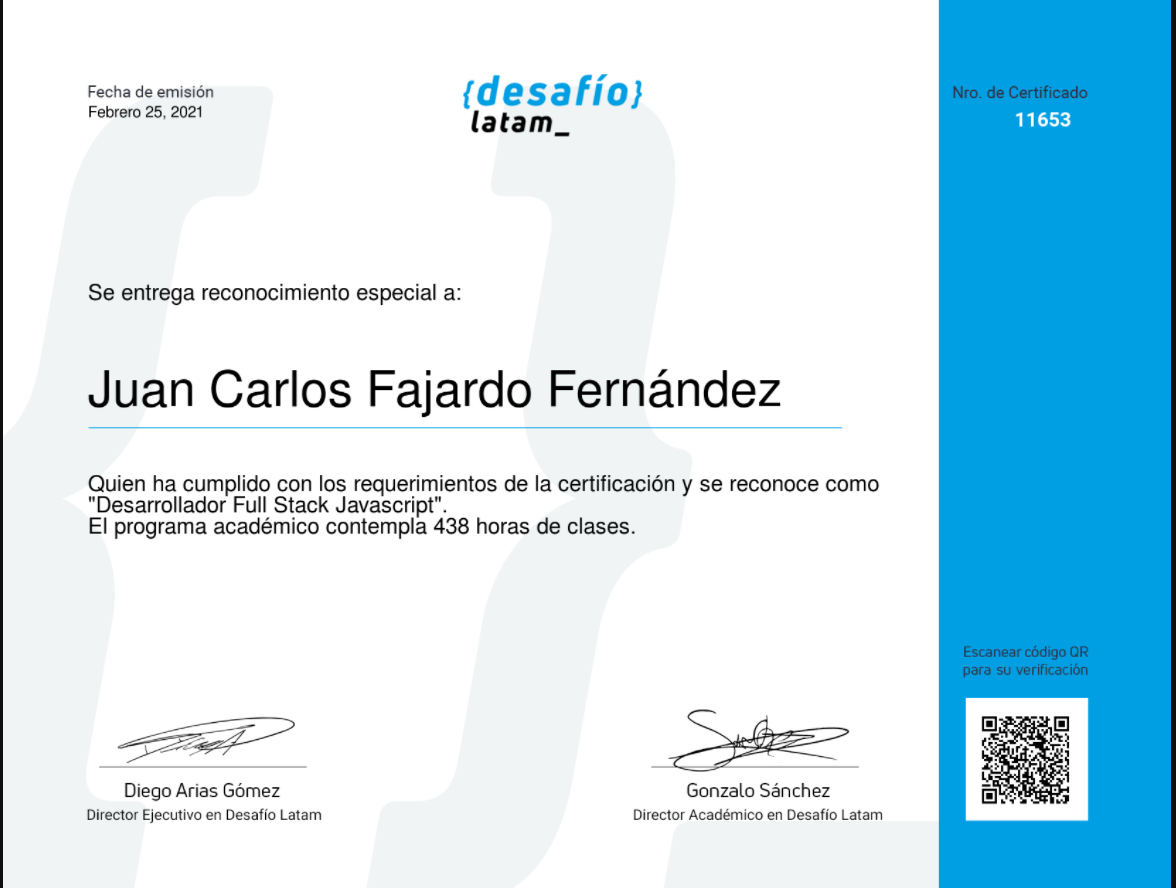 Fecha de emisión
Febrero 25, 2021
{desafío}
latam_
Nro. de Certificado
11653
Se entrega reconocimiento especial a:
Juan Carlos Fajardo Fernández
Quien ha cumplido con los requerimientos de la certificación y se reconoce como
"Desarrollador Full Stack Javascript".
El programa académico contempla 438 horas de clases.
Escanear código QR
para su verificación
Diego Arias Gómez
Director Ejecutivo en Desafío Latam
Gonzalo Sánchez
Director Académico en Desafío Latam